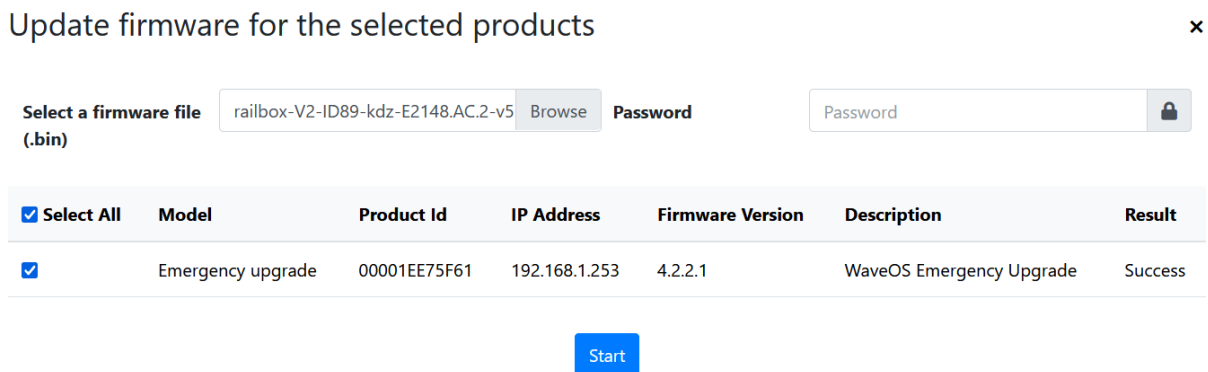 Update firmware for the selected products ×
Select a firmware file
(.bin)
railbox-V2-ID89-kdz-E2148.AC.2-v5 Browse Password Password
Select All Model Product Id IP Address Firmware Version Description Result
Emergency upgrade 00001EE75F61 192.168.1.253 4.2.2.1 WaveOS Emergency Upgrade Success
Start